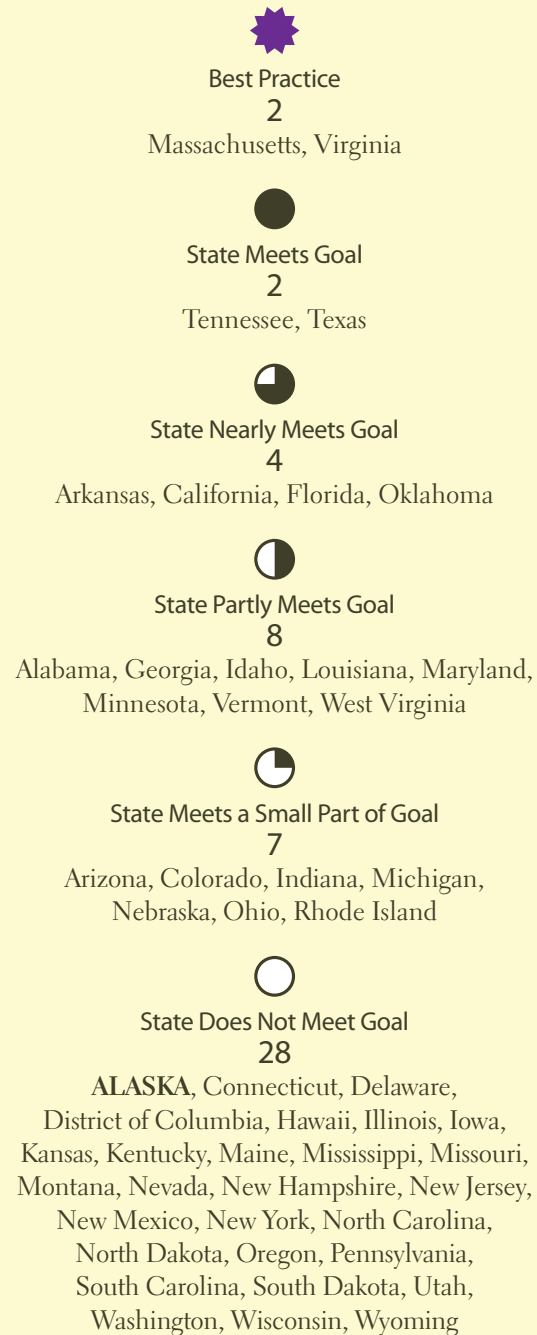 Best Practice
2
Massachusetts, Virginia
State Meets Goal
2
Tennessee, Texas
State Nearly Meets Goal
4
Arkansas, California, Florida, Oklahoma
State Partly Meets Goal
8
Alabama, Georgia, Idaho, Louisiana, Maryland,
Minnesota, Vermont, West Virginia
State Meets a Small Part of Goal
7
Arizona, Colorado, Indiana, Michigan,
Nebraska, Ohio, Rhode Island
State Does Not Meet Goal
28
ALASKA, Connecticut, Delaware,
District of Columbia, Hawaii, Illinois, Iowa,
Kansas, Kentucky, Maine, Mississippi, Missouri,
Montana, Nevada, New Hampshire, New Jersey,
New Mexico, New York, North Carolina,
North Dakota, Oregon, Pennsylvania,
South Carolina, South Dakota, Utah,
Washington, Wisconsin, Wyoming